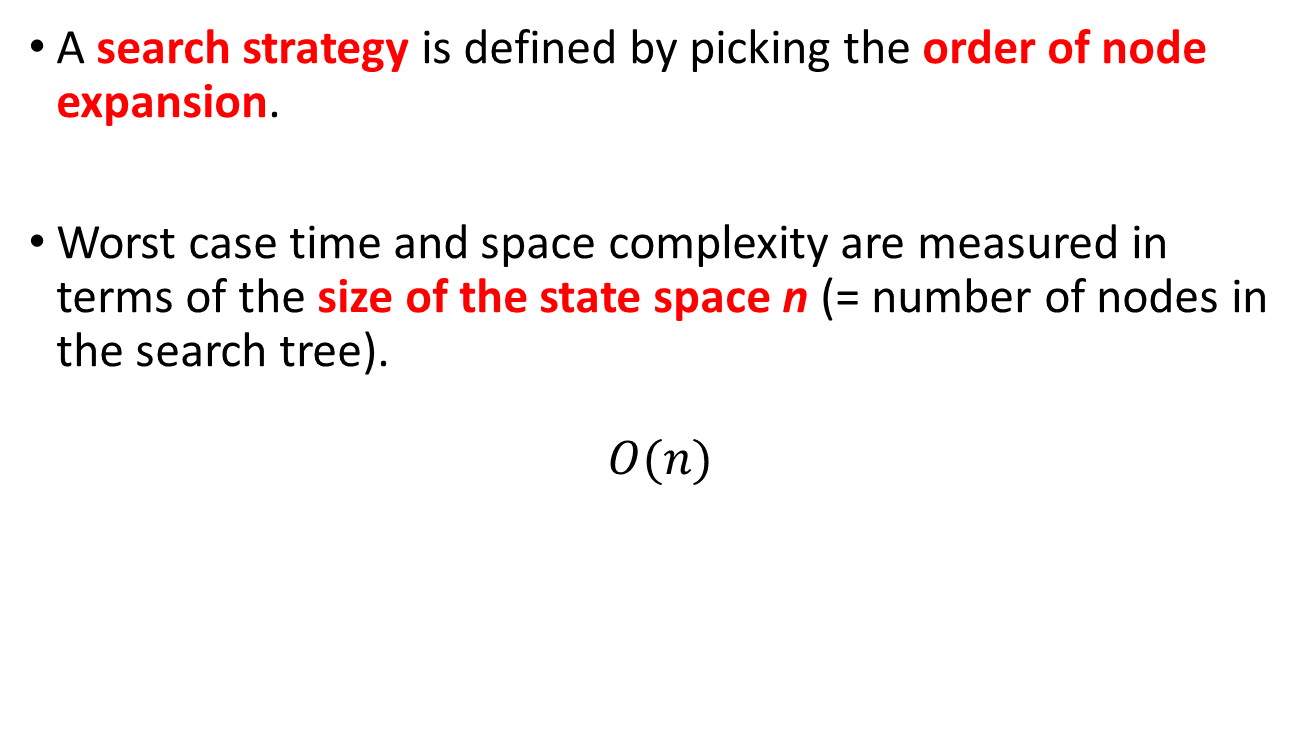 • A search strategy is defined by picking the order of node
expansion.
• Worst case time and space complexity are measured in
terms of the size of the state space n (= number of nodes in
the search tree).
O(n)